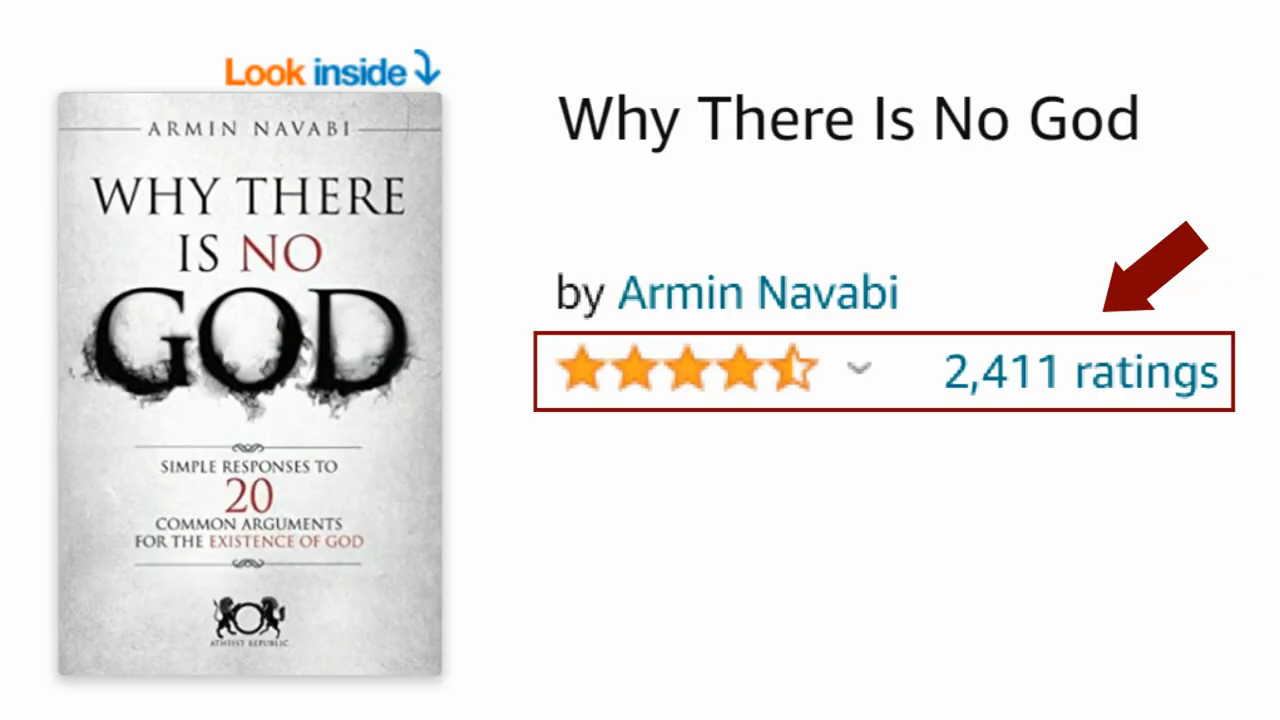 Look inside
ARMIN NAVABI
WHY THERE
IS NO
GOD
SIMPLE RESPONSES TO
20
COMMON ARGUMENTS
FOR THE EXISTENCE OF GOD
ATHEIST REPUBLIC
Why There Is No God
by Armin Navabi
2,411 ratings